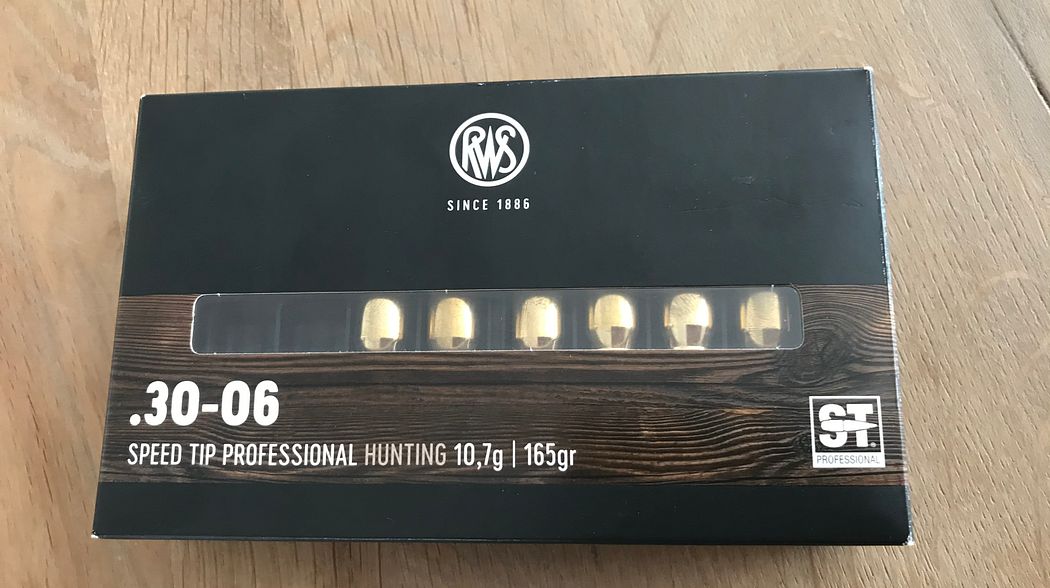 RWS
SINCE 1886
.30-06
SPEED TIP PROFESSIONAL HUNTING 10,7g | 165gr
ST®
PROFESSIONAL